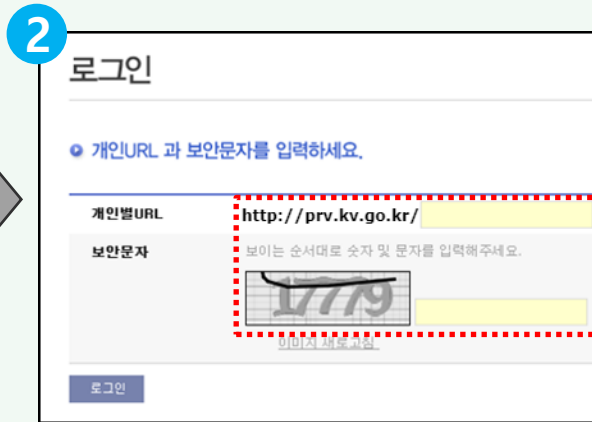 2
로그인
개인URL 과 보안문자를 입력하세요.
개인별URL http://prv.kv.go.kr/
보안문자 보이는 순서대로 숫자 및 문자를 입력해주세요.
17779
이미지 새로고침
로그인